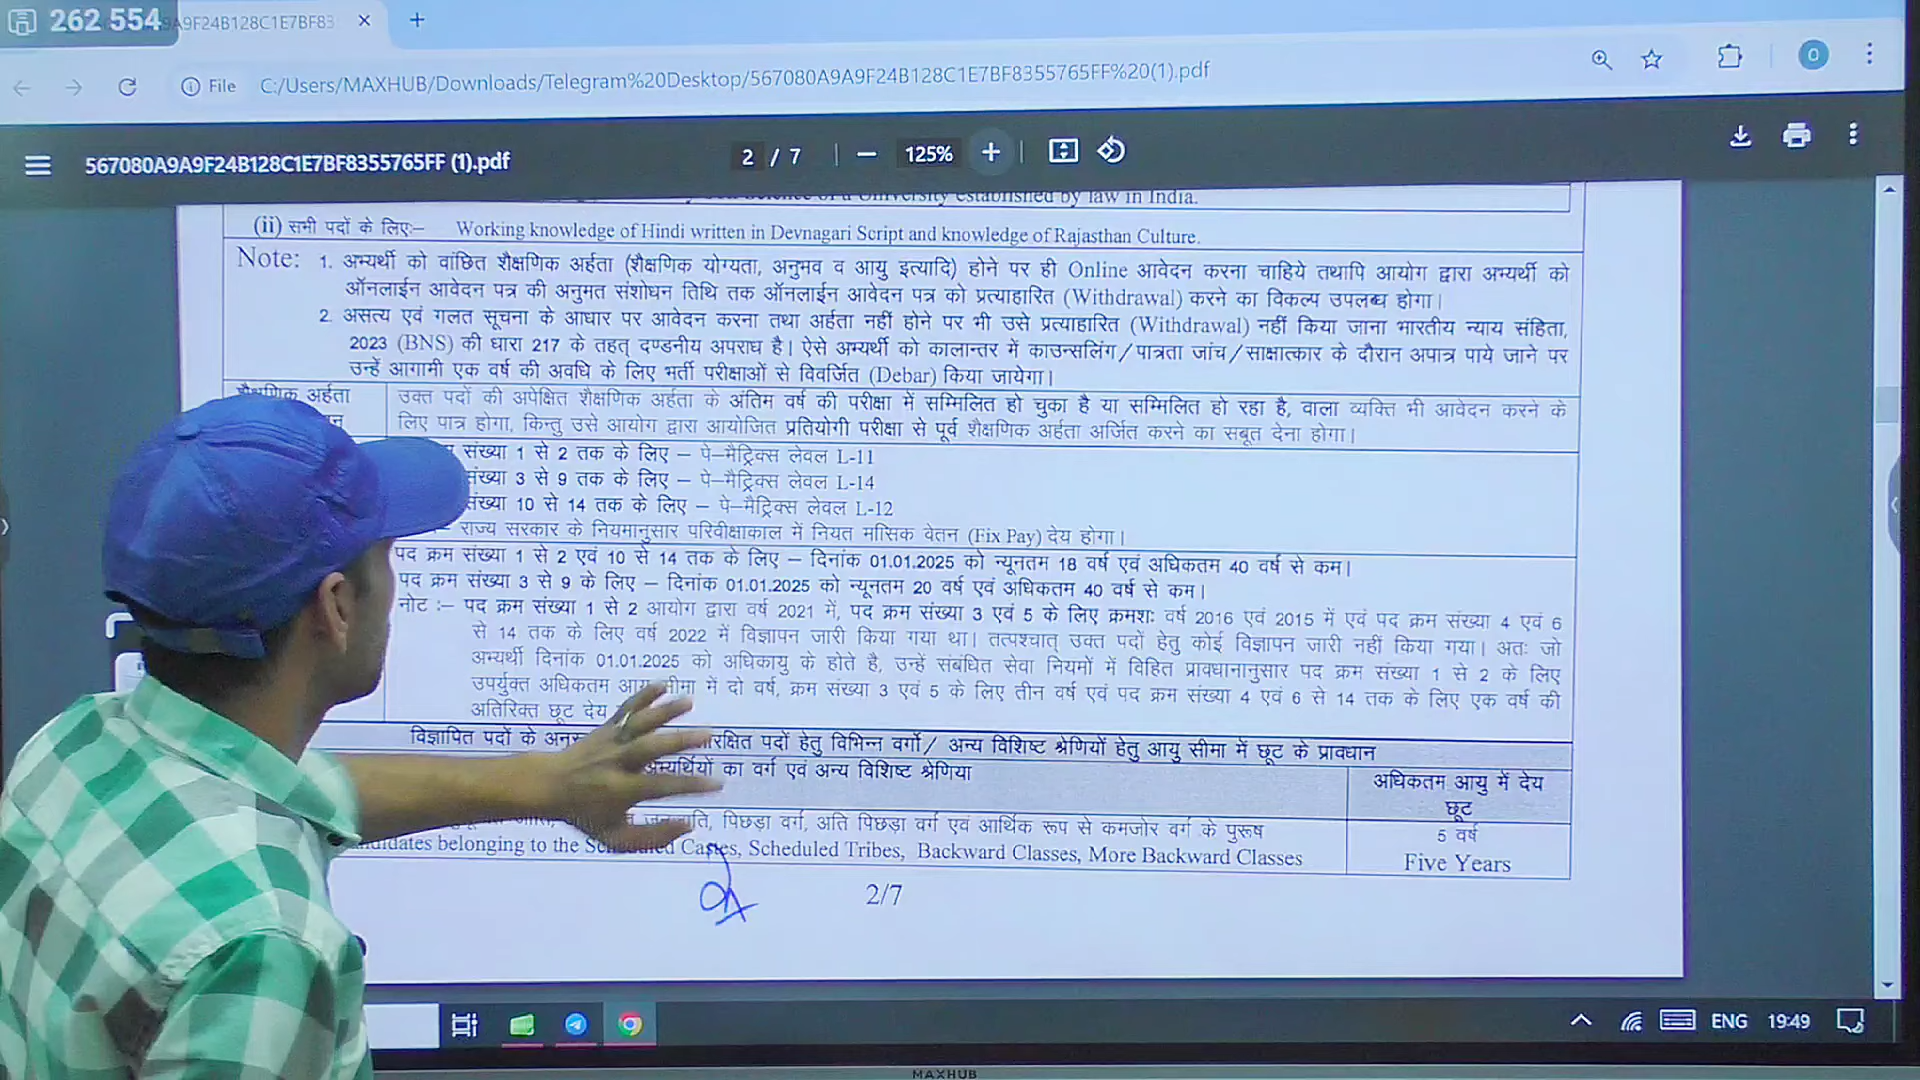 262 554
A9F24B128C1E7BF83
File C:/Users/MAXHUB/Downloads/Telegram%20Desktop/567080A9A9F24B128C1E7BF8355765FF%20(1).pdf
567080A9A9F24B128C1E7BF8355765FF (1).pdf 2 / 7 125%
of a University established by law in India.
(ii) सभी पदों के लिए:– Working knowledge of Hindi written in Devnagari Script and knowledge of Rajasthan Culture.
Note: 1. अभ्यर्थी को वांछित शैक्षणिक अर्हता (शैक्षणिक योग्यता, अनुभव व आयु इत्यादि) होने पर ही Online आवेदन करना चाहिये तथापि आयोग द्वारा अभ्यर्थी को
ऑनलाईन आवेदन पत्र की अनुमत संशोधन तिथि तक ऑनलाईन आवेदन पत्र को प्रत्याहारित (Withdrawal) करने का विकल्प उपलब्ध होगा।
2. असत्य एवं गलत सूचना के आधार पर आवेदन करना तथा अर्हता नहीं होने पर भी उसे प्रत्याहारित (Withdrawal) नहीं किया जाना भारतीय न्याय संहिता,
2023 (BNS) की धारा 217 के तहत् दण्डनीय अपराध है। ऐसे अभ्यर्थी को कालान्तर में काउन्सलिंग/पात्रता जांच/साक्षात्कार के दौरान अपात्र पाये जाने पर
उन्हें आगामी एक वर्ष की अवधि के लिए भर्ती परीक्षाओं से विवर्जित (Debar) किया जायेगा।
शैक्षणिक अर्हता
उक्त पदों की अपेक्षित शैक्षणिक अर्हता के अंतिम वर्ष की परीक्षा में सम्मिलित हो चुका है या सम्मिलित हो रहा है, वाला व्यक्ति भी आवेदन करने के
लिए पात्र होगा, किन्तु उसे आयोग द्वारा आयोजित प्रतियोगी परीक्षा से पूर्व शैक्षणिक अर्हता अर्जित करने का सबूत देना होगा।
संख्या 1 से 2 तक के लिए – पे–मैट्रिक्स लेवल L-11
संख्या 3 से 9 तक के लिए – पे–मैट्रिक्स लेवल L-14
संख्या 10 से 14 तक के लिए – पे–मैट्रिक्स लेवल L-12
राज्य सरकार के नियमानुसार परिवीक्षाकाल में नियत मासिक वेतन (Fix Pay) देय होगा।
पद क्रम संख्या 1 से 2 एवं 10 से 14 तक के लिए – दिनांक 01.01.2025 को न्यूनतम 18 वर्ष एवं अधिकतम 40 वर्ष से कम।
पद क्रम संख्या 3 से 9 के लिए – दिनांक 01.01.2025 को न्यूनतम 20 वर्ष एवं अधिकतम 40 वर्ष से कम।
नोट :– पद क्रम संख्या 1 से 2 आयोग द्वारा वर्ष 2021 में, पद क्रम संख्या 3 एवं 5 के लिए क्रमशः वर्ष 2016 एवं 2015 में एवं पद क्रम संख्या 4 एवं 6
से 14 तक के लिए वर्ष 2022 में विज्ञापन जारी किया गया था। तत्पश्चात् उक्त पदों हेतु कोई विज्ञापन जारी नहीं किया गया। अतः जो
अभ्यर्थी दिनांक 01.01.2025 को अधिकायु के होते है, उन्हें संबंधित सेवा नियमों में विहित प्रावधानानुसार पद क्रम संख्या 1 से 2 के लिए
उपर्युक्त अधिकतम आयु सीमा में दो वर्ष, क्रम संख्या 3 एवं 5 के लिए तीन वर्ष एवं पद क्रम संख्या 4 एवं 6 से 14 तक के लिए एक वर्ष की
अतिरिक्त छूट देय
विज्ञापित पदों के आरक्षित पदों हेतु विभिन्न वर्गो/ अन्य विशिष्ट श्रेणियों हेतु आयु सीमा में छूट के प्रावधान
अभ्यर्थियों का वर्ग एवं अन्य विशिष्ट श्रेणिया
अधिकतम आयु में देय
छूट
पिछड़ा वर्ग, अति पिछड़ा वर्ग एवं आर्थिक रूप से कमजोर वर्ग के पुरूष
5 वर्ष
belonging to the Scheduled Castes, Scheduled Tribes, Backward Classes, More Backward Classes
Five Years
2/7
ENG 19:49
MAXHUB